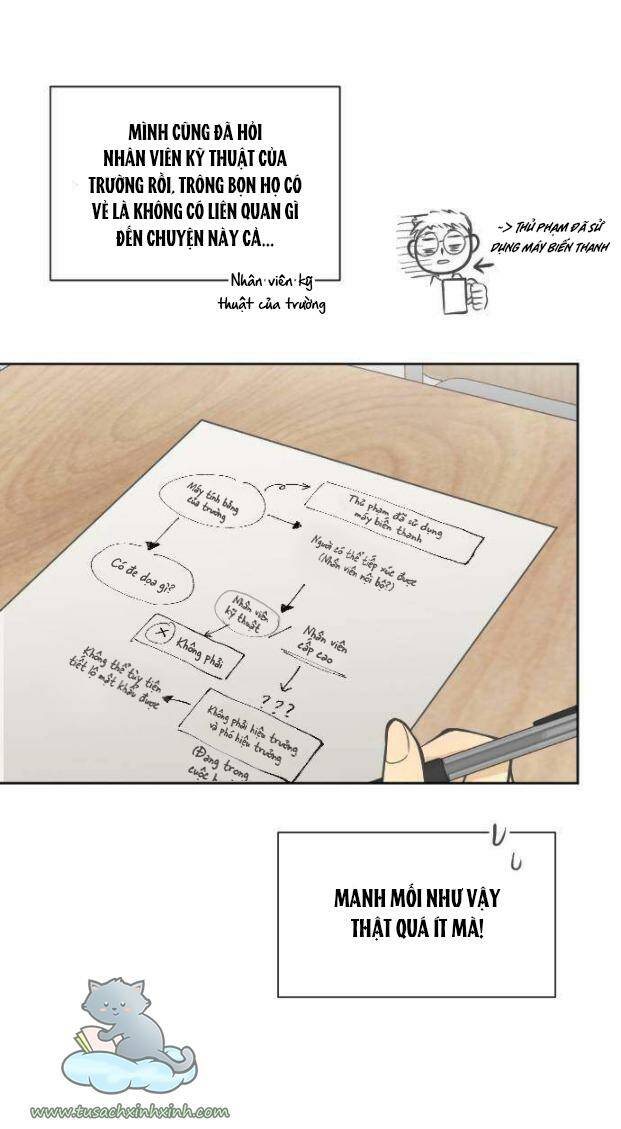 MÌNH CŨNG ĐÃ HỎI
NHÂN VIÊN KỸ THUẬT CỦA
TRƯỜNG RỒI, TRÔNG BỌN HỌ CÓ
VẺ LÀ KHÔNG CÓ LIÊN QUAN GÌ
ĐẾN CHUYỆN NÀY CẢ...
-> THỦ PHẠM ĐÃ SỬ
DỤNG MÁY BIẾN THANH
Nhân viên kỹ
thuật của trường
Máy tính bảng
của trường
Thủ phạm đã sử dụng
máy biến thanh
Người có thể tiếp xúc được
(Nhân viên nội bộ?)
Có đe dọa gì?
Nhân viên
kỹ thuật
Nhân viên
cấp cao
Không phải
???
Không thể tùy tiện
tiết lộ mật khẩu được
Không phải hiệu trưởng
và phó hiệu trưởng
(Đang trong
cuộc
MANH MỐI NHƯ VẬY
THẬT QUÁ ÍT MÀ!
www.tusachxinhxinh.com